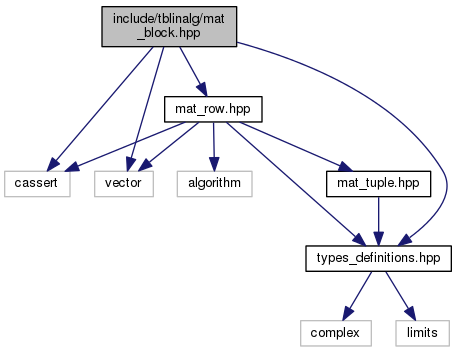 include/tblinalg/mat
_block.hpp
mat_row.hpp
cassert
vector
algorithm
mat_tuple.hpp
types_definitions.hpp
complex
limits